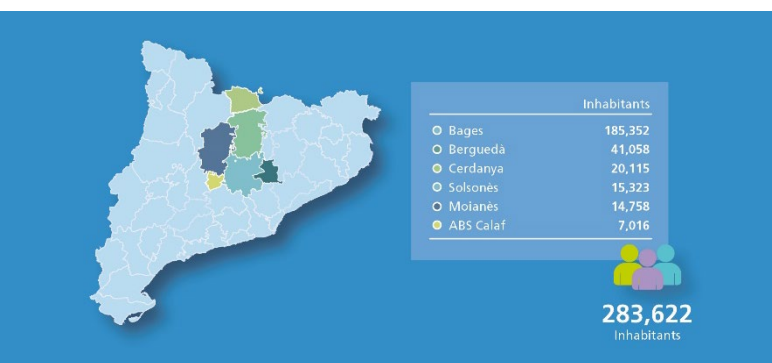 Inhabitants
Bages 185,352
Berguedà 41,058
Cerdanya 20,115
Solsonès 15,323
Moianès 14,758
ABS Calaf 7,016
283,622
Inhabitants